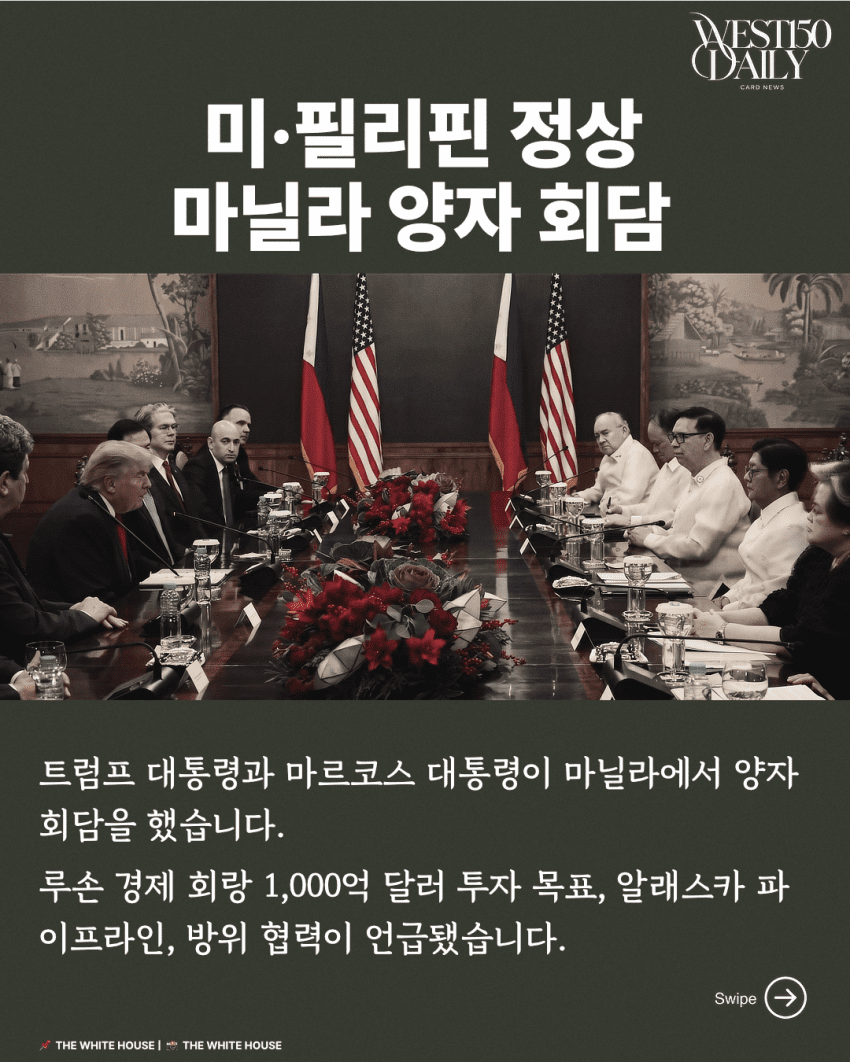 WEST150
DAILY
CARD NEWS
미·필리핀 정상
마닐라 양자 회담
트럼프 대통령과 마르코스 대통령이 마닐라에서 양자
회담을 했습니다.
루손 경제 회랑 1,000억 달러 투자 목표, 알래스카 파
이프라인, 방위 협력이 언급됐습니다.
Swipe
THE WHITE HOUSE | THE WHITE HOUSE